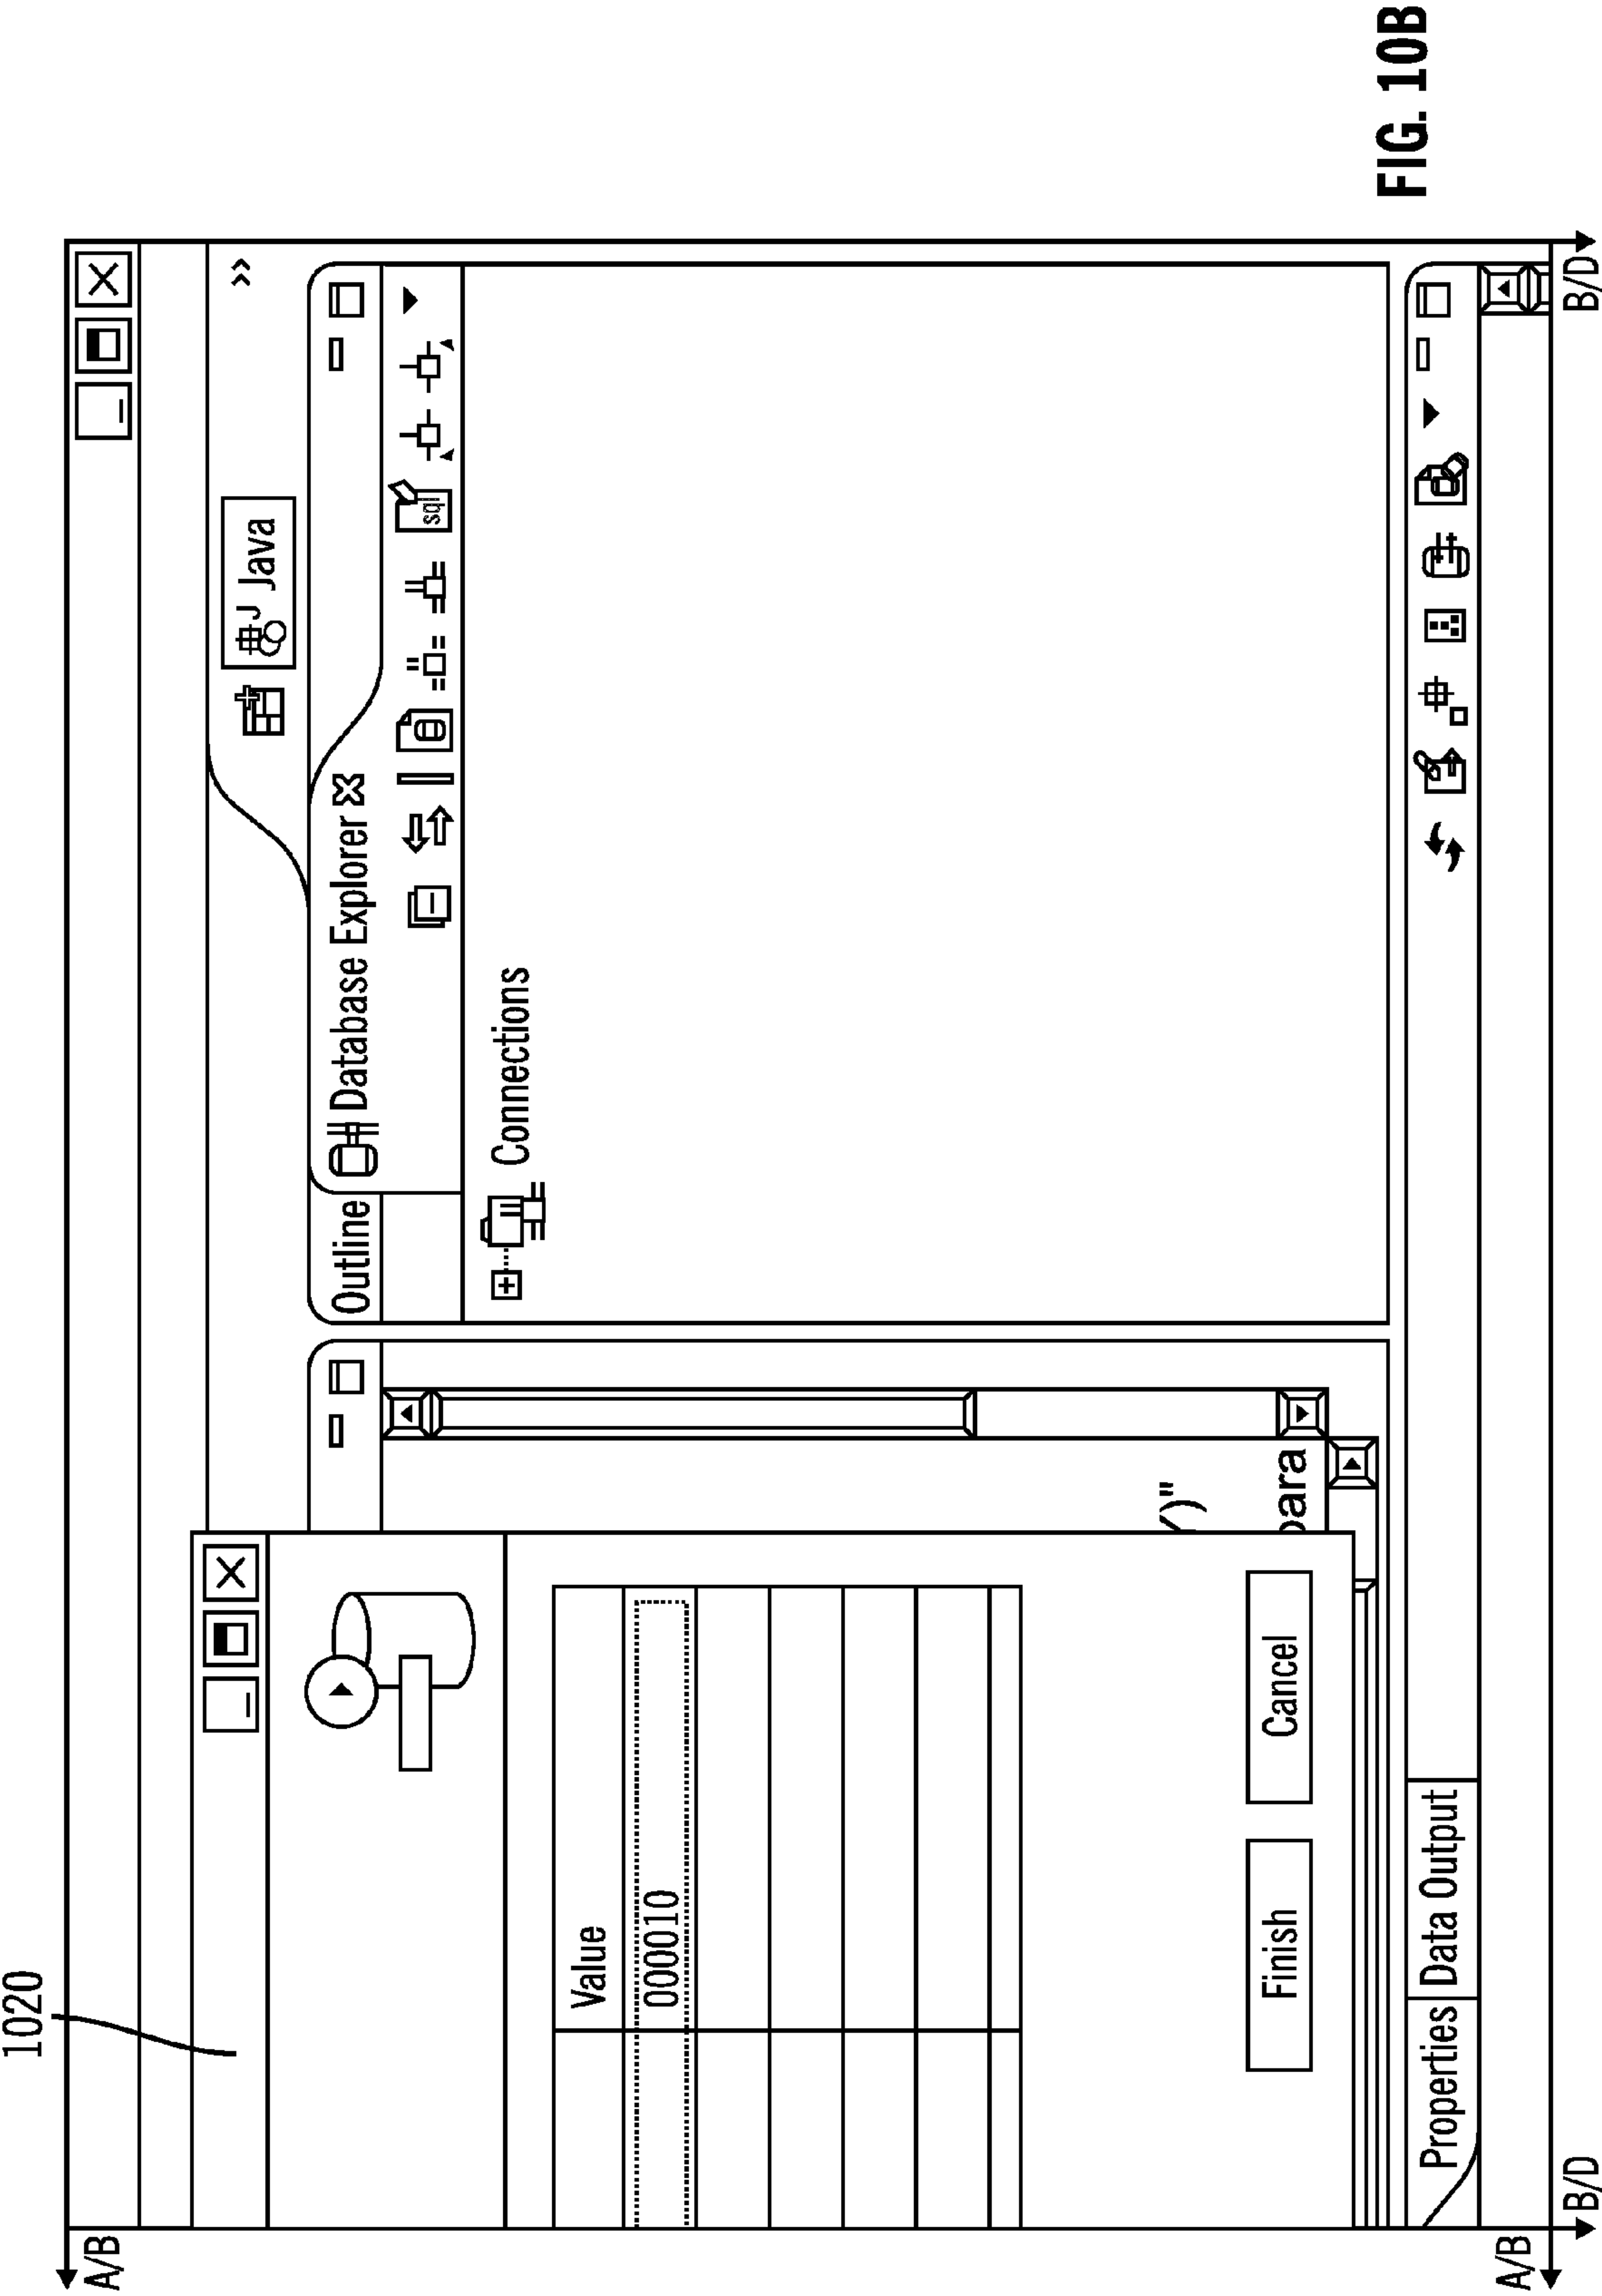 1020
A/B
»
Java
Outline
Database Explorer
sql
Connections
Value
000010
)"
para
Finish
Cancel
Properties
Data Output
A/B
B/D
B/D
FIG. 10B